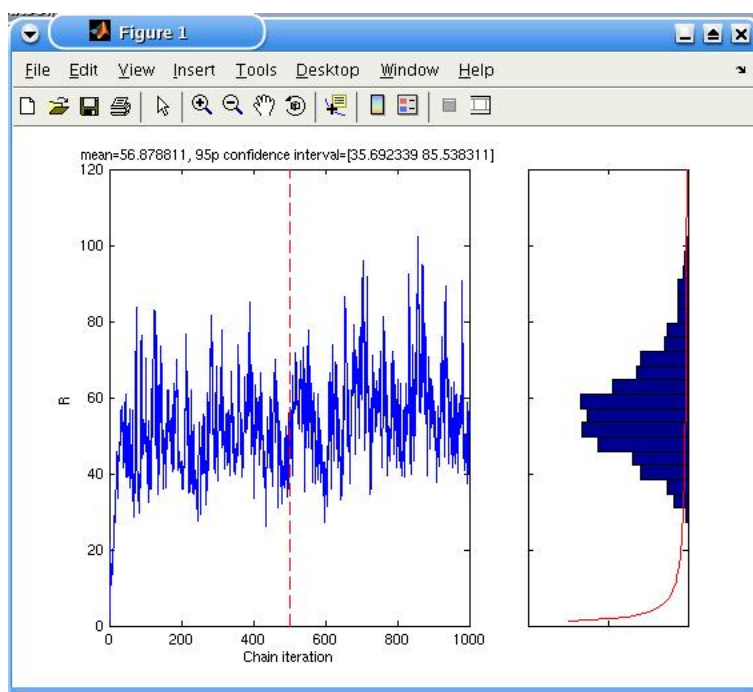 Figure 1
File Edit View Insert Tools Desktop Window Help
mean=56.878811, 95p confidence interval=[35.692339 85.538311]
120
100
80
60
40
20
0
R
0 200 400 600 800 1000
Chain iteration